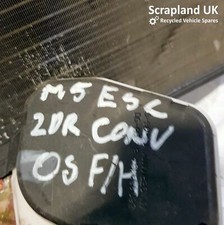 Scrapland UK
Recycled Vehicle Spares
M5 ESC
2DR CONV
OS F/H